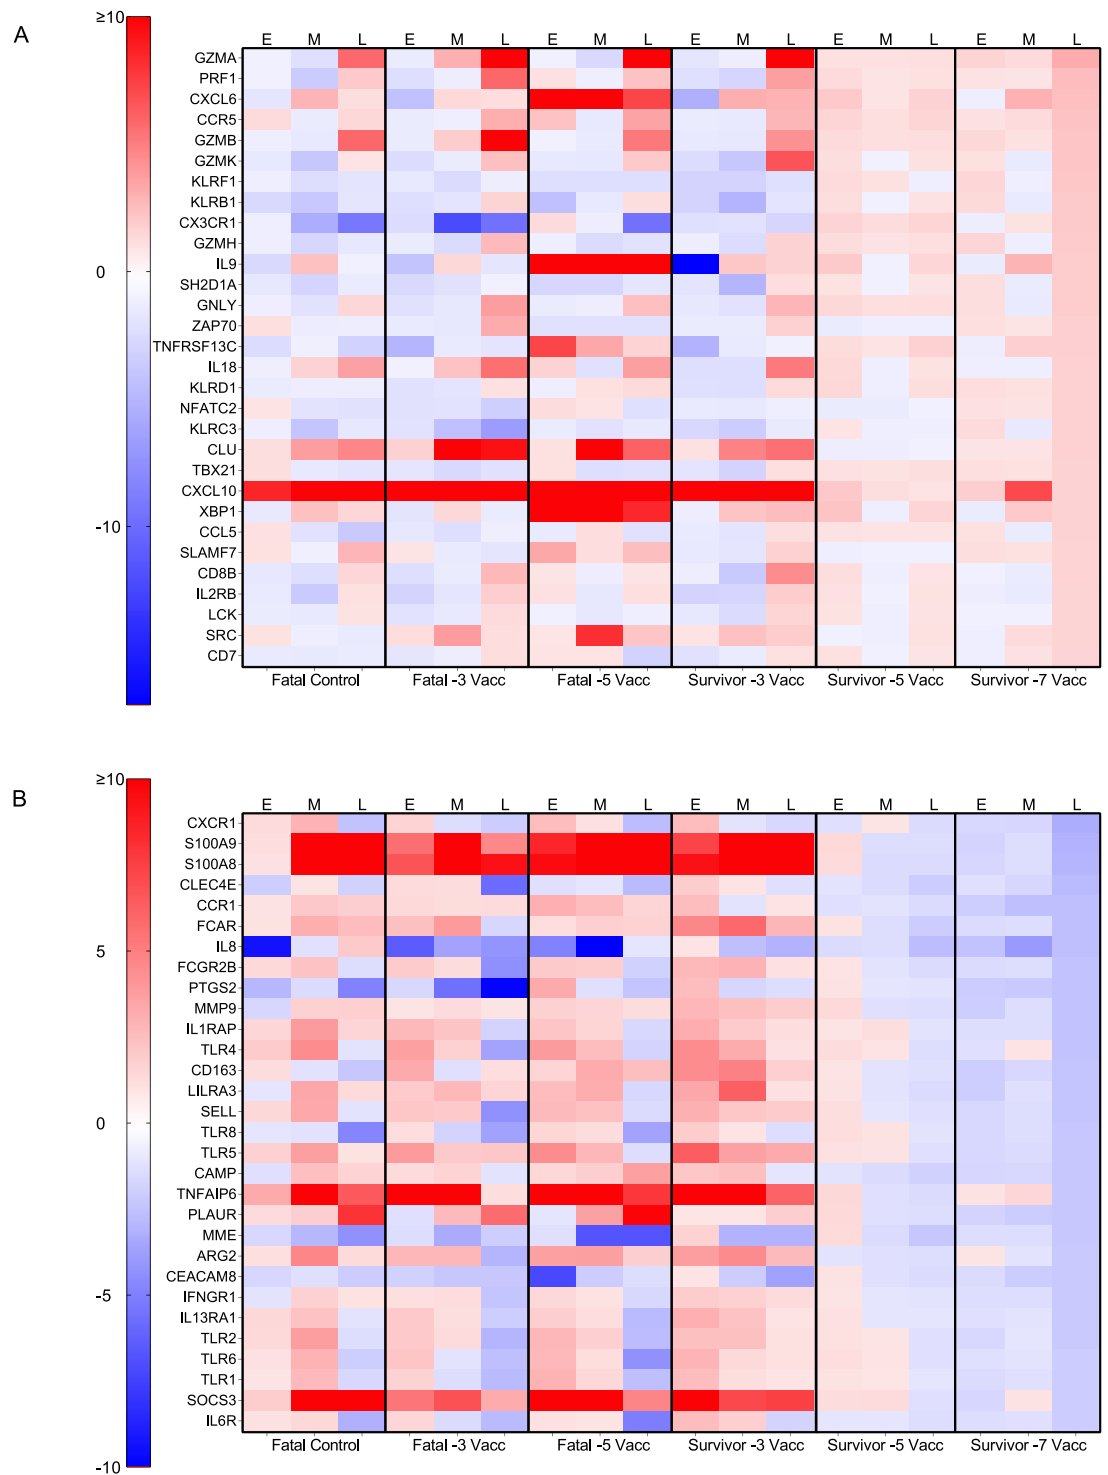 A
≥10
0
-10
E M L E M L E M L E M L E M L E M L
GZMA
PRF1
CXCL6
CCR5
GZMB
GZMK
KLRF1
KLRB1
CX3CR1
GZMH
IL9
SH2D1A
GNLY
ZAP70
TNFRSF13C
IL18
KLRD1
NFATC2
KLRC3
CLU
TBX21
CXCL10
XBP1
CCL5
SLAMF7
CD8B
IL2RB
LCK
SRC
CD7
Fatal Control Fatal -3 Vacc Fatal -5 Vacc Survivor -3 Vacc Survivor -5 Vacc Survivor -7 Vacc
B
≥10
5
0
-5
-10
E M L E M L E M L E M L E M L E M L
CXCR1
S100A9
S100A8
CLEC4E
CCR1
FCAR
IL8
FCGR2B
PTGS2
MMP9
IL1RAP
TLR4
CD163
LILRA3
SELL
TLR8
TLR5
CAMP
TNFAIP6
PLAUR
MME
ARG2
CEACAM8
IFNGR1
IL13RA1
TLR2
TLR6
TLR1
SOCS3
IL6R
Fatal Control Fatal -3 Vacc Fatal -5 Vacc Survivor -3 Vacc Survivor -5 Vacc Survivor -7 Vacc